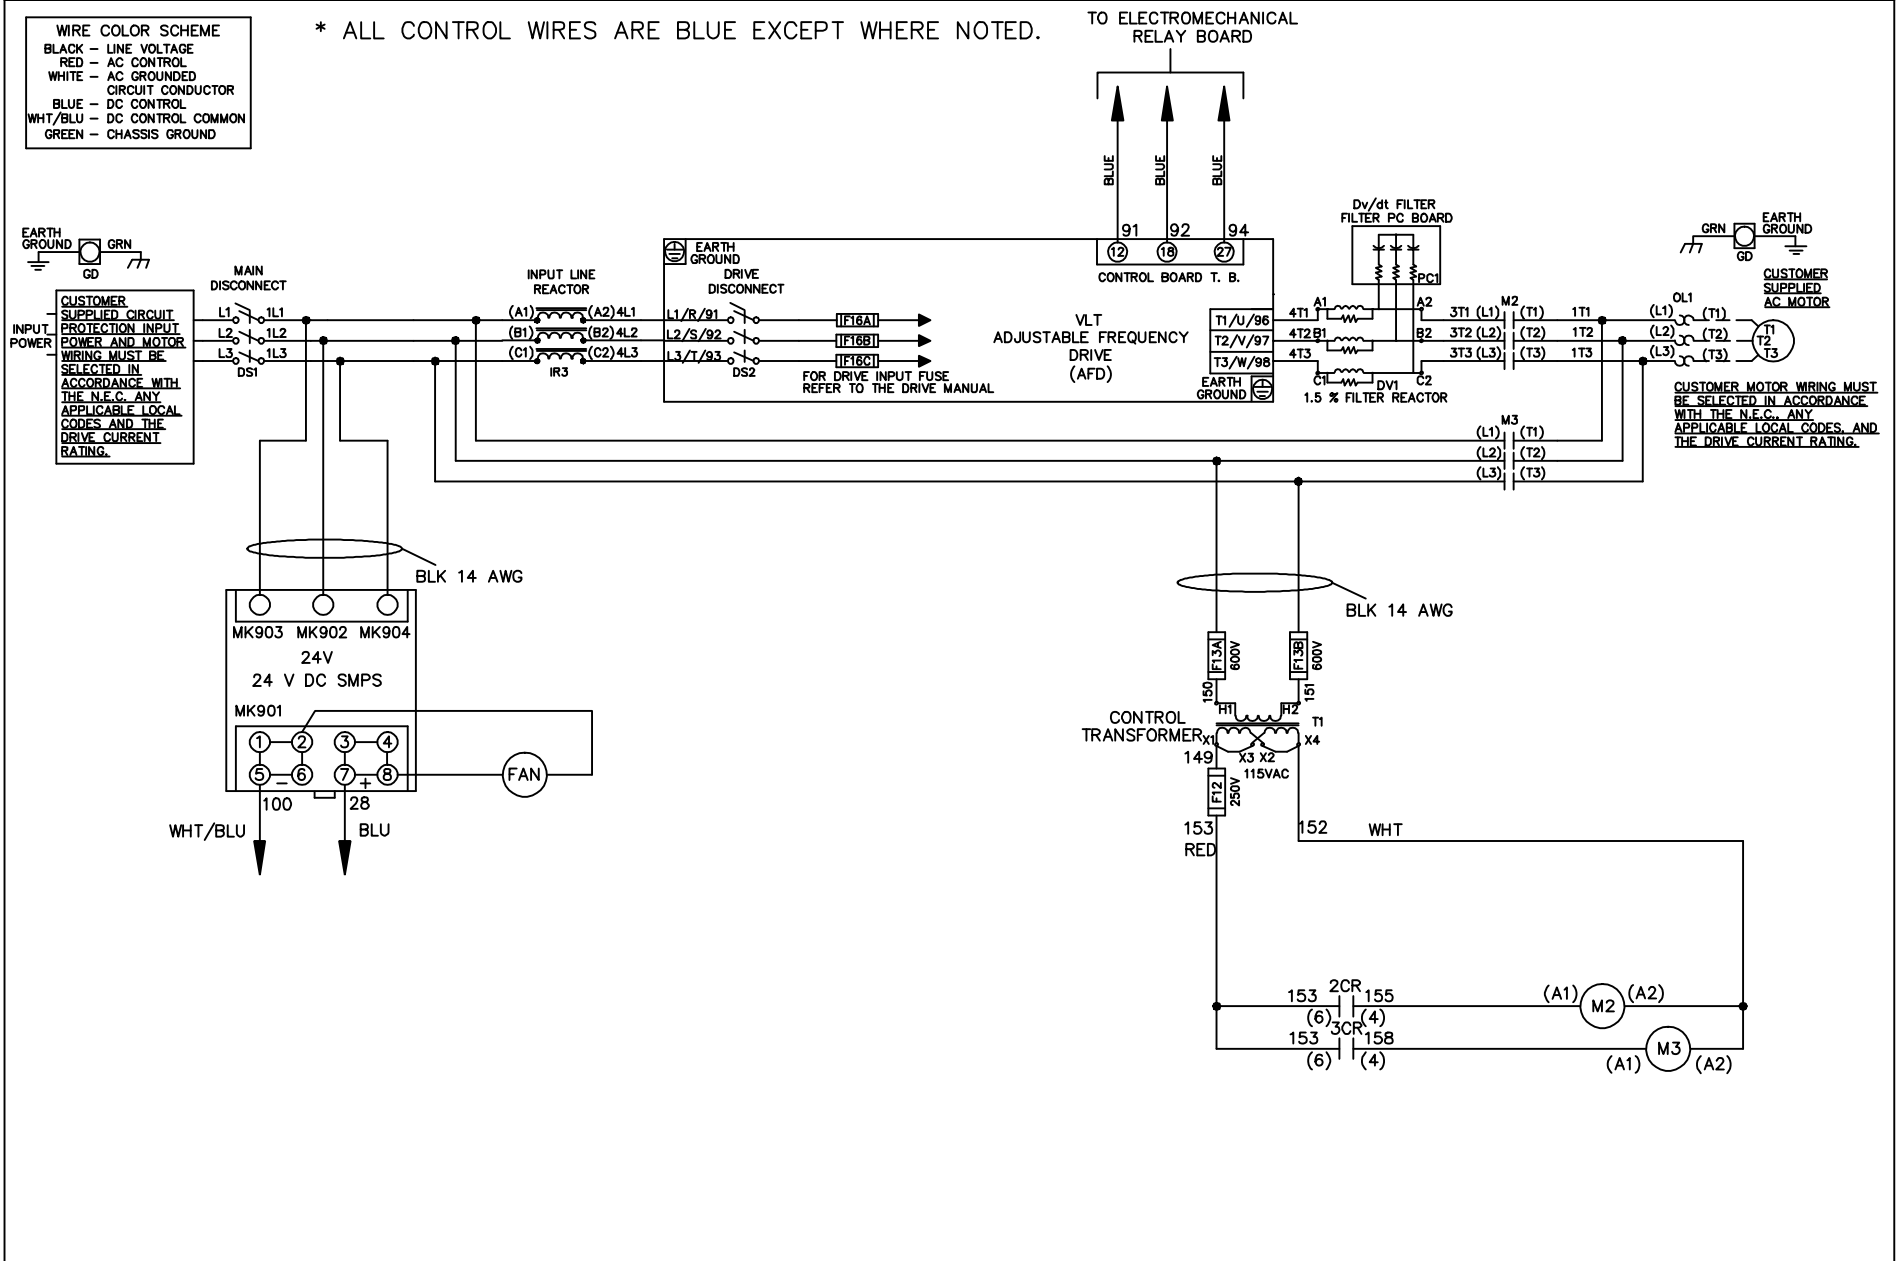 WIRE COLOR SCHEME
BLACK – LINE VOLTAGE
RED – AC CONTROL
WHITE – AC GROUNDED
CIRCUIT CONDUCTOR
BLUE – DC CONTROL
WHT/BLU – DC CONTROL COMMON
GREEN – CHASSIS GROUND
* ALL CONTROL WIRES ARE BLUE EXCEPT WHERE NOTED.
TO ELECTROMECHANICAL
RELAY BOARD
BLUE
BLUE
BLUE
91 92 94
12 18 27
CONTROL BOARD T. B.
EARTH
GROUND
GRN
GD
INPUT
POWER
CUSTOMER
SUPPLIED CIRCUIT
PROTECTION INPUT
POWER AND MOTOR
WIRING MUST BE
SELECTED IN
ACCORDANCE WITH
THE N.E.C. ANY
APPLICABLE LOCAL
CODES AND THE
DRIVE CURRENT
RATING.
MAIN
DISCONNECT
L1 1L1
L2 1L2
L3 1L3
DS1
INPUT LINE
REACTOR
(A1) (A2) 4L1
(B1) (B2) 4L2
(C1) (C2) 4L3
IR3
EARTH
GROUND
DRIVE
DISCONNECT
L1/R/91
L2/S/92
L3/T/93
DS2
F16A
F16B
F16C
FOR DRIVE INPUT FUSE
REFER TO THE DRIVE MANUAL
VLT
ADJUSTABLE FREQUENCY
DRIVE
(AFD)
T1/U/96
T2/V/97
T3/W/98
EARTH
GROUND
4T1
4T2
4T3
Dv/dt FILTER
FILTER PC BOARD
PC1
A1 A2
B1 B2
C1 C2
DV1
1.5 % FILTER REACTOR
M2
3T1 (L1) (T1) 1T1
3T2 (L2) (T2) 1T2
3T3 (L3) (T3) 1T3
M3
(L1) (T1)
(L2) (T2)
(L3) (T3)
OL1
(L1) (T1)
(L2) (T2)
(L3) (T3)
T1
T2
T3
GRN
EARTH
GROUND
GD
CUSTOMER
SUPPLIED
AC MOTOR
CUSTOMER MOTOR WIRING MUST
BE SELECTED IN ACCORDANCE
WITH THE N.E.C., ANY
APPLICABLE LOCAL CODES, AND
THE DRIVE CURRENT RATING.
BLK 14 AWG
MK903 MK902 MK904
24V
24 V DC SMPS
MK901
1 2 3 4
5 – 6 7 + 8
FAN
100 28
WHT/BLU BLU
BLK 14 AWG
F13A
600V
F13B
600V
150
151
H1 H2
CONTROL
TRANSFORMER
T1
X1 X3 X2 X4
149
115VAC
F12
250V
153
RED
152 WHT
2CR
153 155
(6) (4)
(A1) M2 (A2)
3CR
153 158
(6) (4)
(A1) M3 (A2)